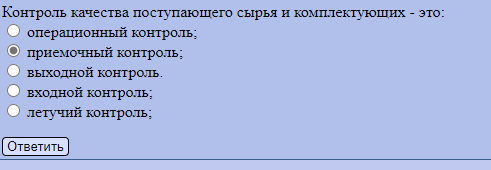 Контроль качества поступающего сырья и комплектующих - это:
операционный контроль;
приемочный контроль;
выходной контроль.
входной контроль;
летучий контроль;
Ответить